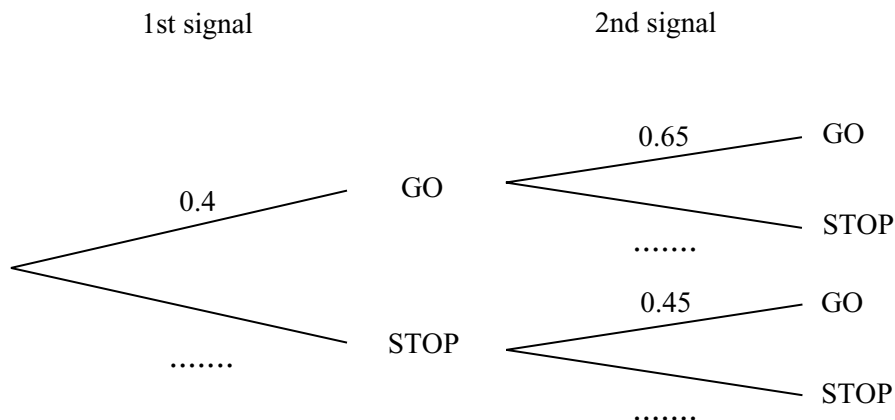 1st signal 2nd signal
0.65 GO
0.4 GO
STOP
.......
0.45 GO
STOP
.......
STOP
.......